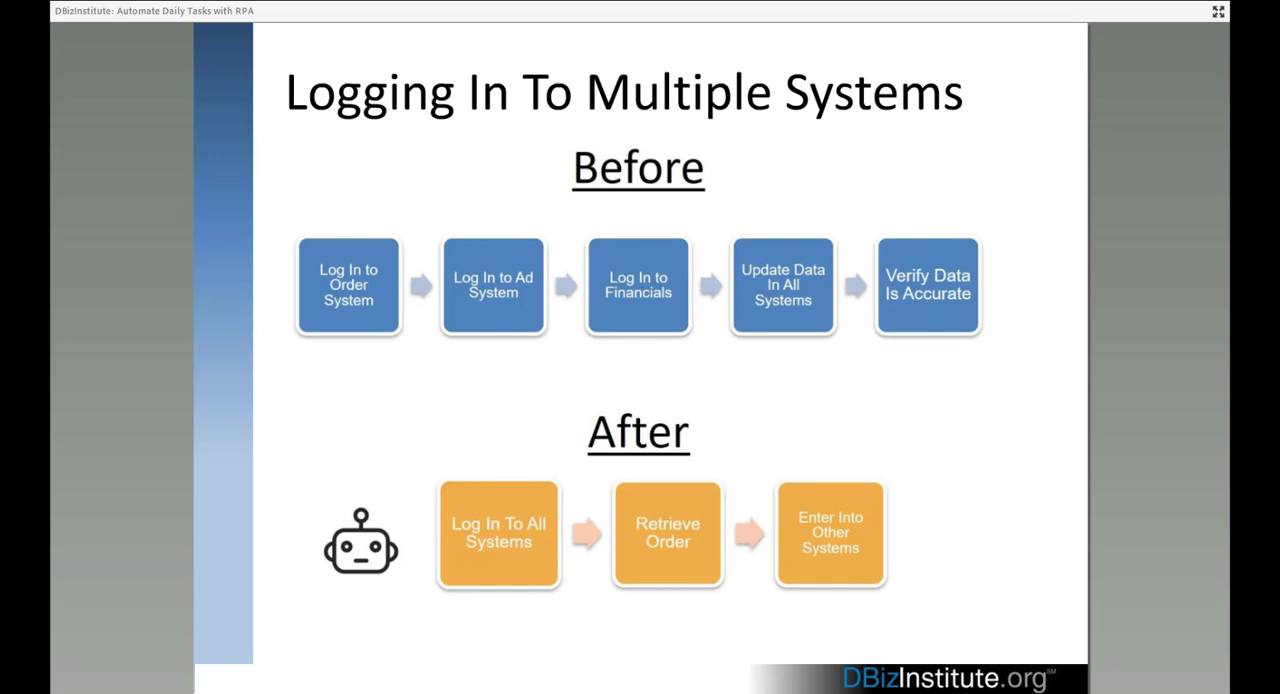 DBizInstitute: Automate Daily Tasks with RPA
Logging In To Multiple Systems
Before
Log In to
Order
System
Log In to Ad
System
Log In to
Financials
Update Data
In All
Systems
Verify Data
Is Accurate
After
Log In To All
Systems
Retrieve
Order
Enter Into
Other
Systems
DBizInstitute.org℠